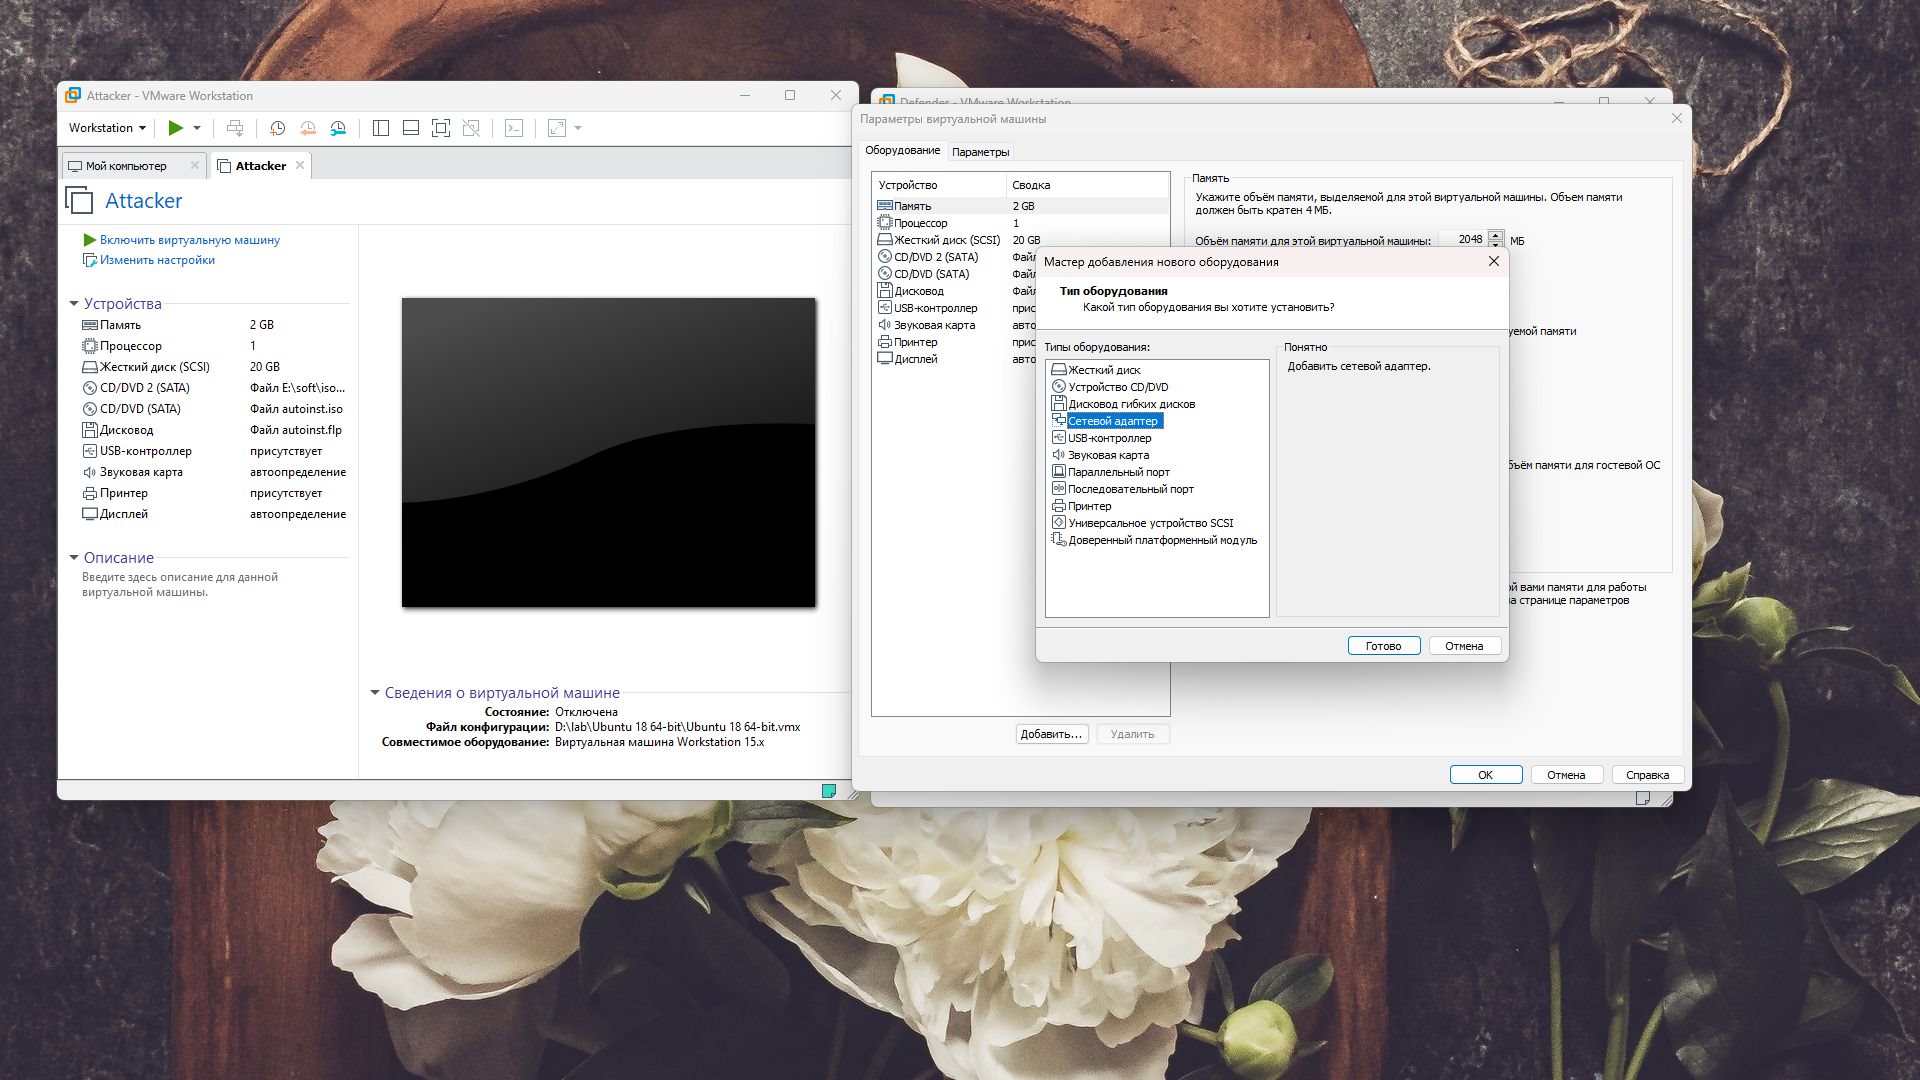 Attacker - VMware Workstation
Workstation
Мой компьютер
Attacker
Attacker
Включить виртуальную машину
Изменить настройки
Устройства
Память 2 GB
Процессор 1
Жесткий диск (SCSI) 20 GB
CD/DVD 2 (SATA) Файл E:\soft\iso...
CD/DVD (SATA) Файл autoinst.iso
Дисковод Файл autoinst.flp
USB-контроллер присутствует
Звуковая карта автоопределение
Принтер присутствует
Дисплей автоопределение
Описание
Введите здесь описание для данной
виртуальной машины.
Сведения о виртуальной машине
Состояние: Отключена
Файл конфигурации: D:\lab\Ubuntu 18 64-bit\Ubuntu 18 64-bit.vmx
Совместимое оборудование: Виртуальная машина Workstation 15.x
Defender - VMware Workstation
Параметры виртуальной машины
Оборудование Параметры
Устройство Сводка
Память 2 GB
Процессор 1
Жесткий диск (SCSI) 20 GB
CD/DVD 2 (SATA) Файл
CD/DVD (SATA) Файл
Дисковод Файл
USB-контроллер прис
Звуковая карта авто
Принтер прис
Дисплей авто
Добавить... Удалить
Память
Укажите объём памяти, выделяемой для этой виртуальной машины. Объем памяти
должен быть кратен 4 МБ.
Объём памяти для этой виртуальной машины: 2048 МБ
уемой памяти
бъём памяти для гостевой ОС
й вами памяти для работы
а странице параметров
OK Отмена Справка
Мастер добавления нового оборудования
Тип оборудования
Какой тип оборудования вы хотите установить?
Типы оборудования:
Жесткий диск
Устройство CD/DVD
Дисковод гибких дисков
Сетевой адаптер
USB-контроллер
Звуковая карта
Параллельный порт
Последовательный порт
Принтер
Универсальное устройство SCSI
Доверенный платформенный модуль
Понятно
Добавить сетевой адаптер.
Готово Отмена